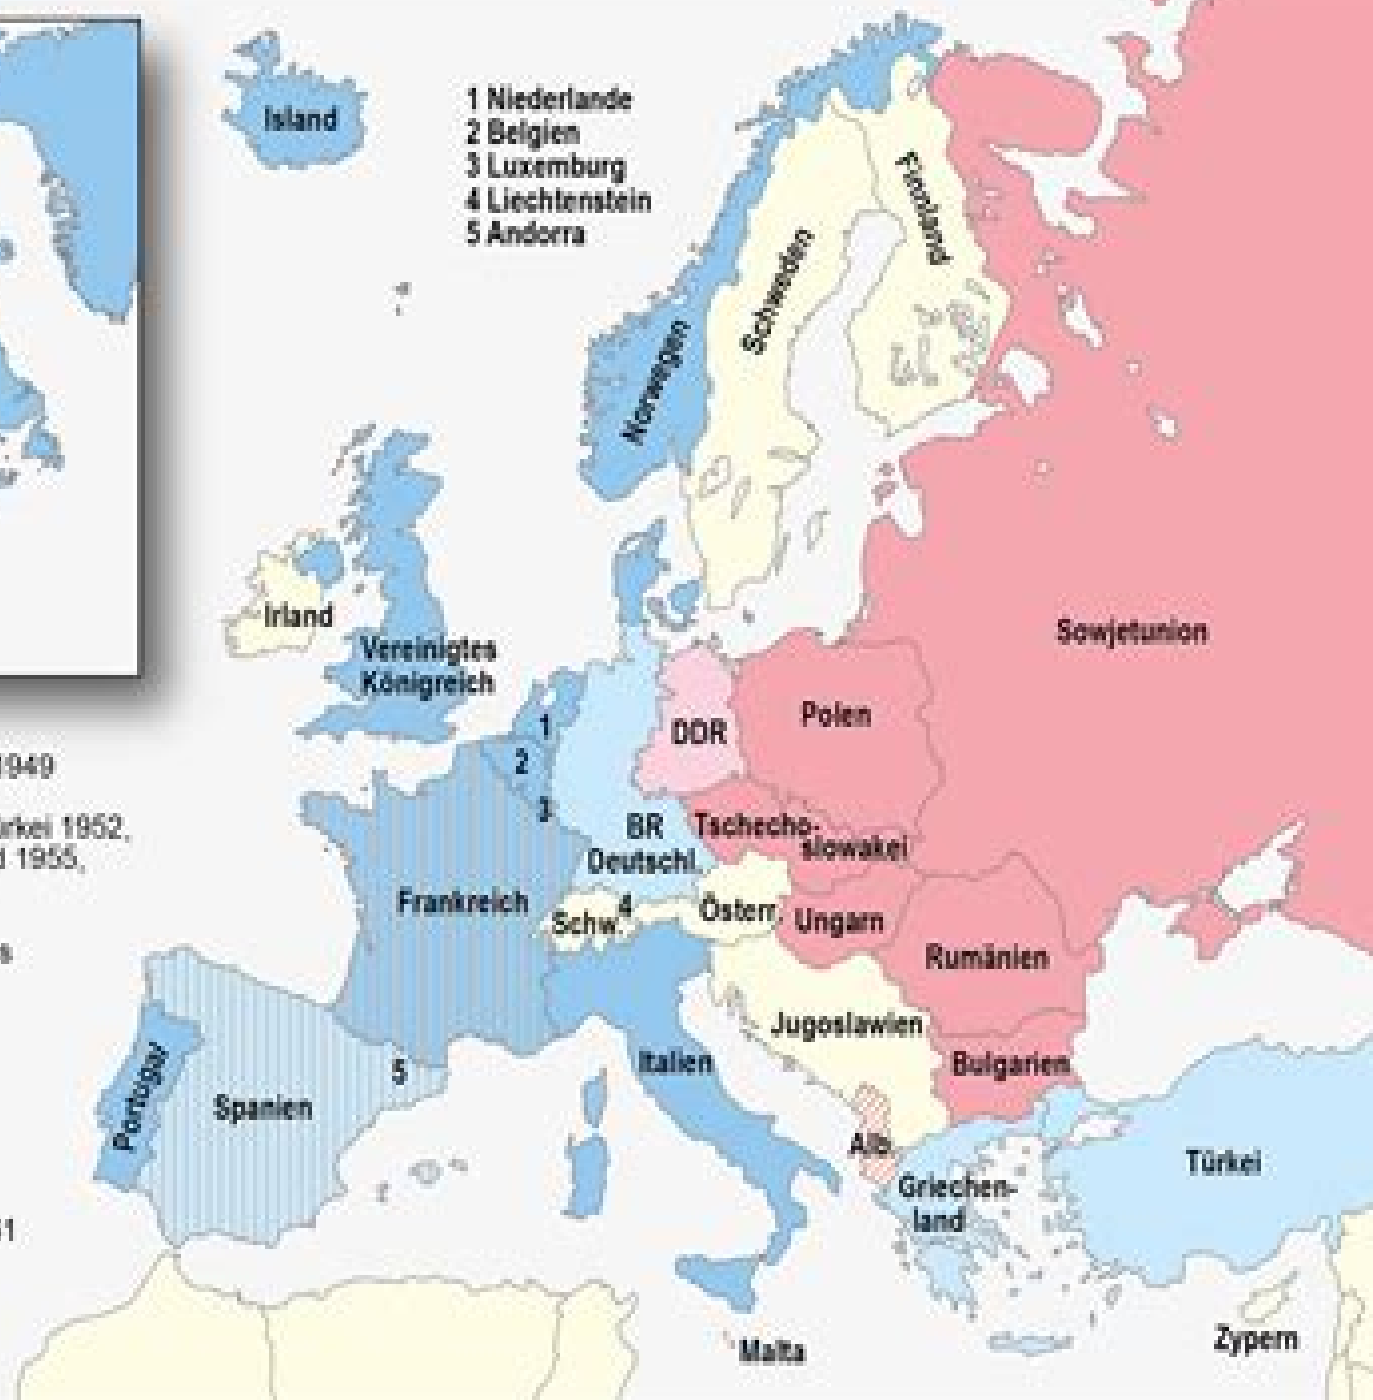 Island
1 Niederlande
2 Belgien
3 Luxemburg
4 Liechtenstein
5 Andorra
Finnland
Schweden
Norwegen
Irland
Vereinigtes
Königreich
Sowjetunion
Polen
DDR
1
2
3
1949
1952,
1955,
BR
Deutschl.
Tschecho-
slowakei
Frankreich
Schw.
4
Österr.
Ungarn
Rumänien
Jugoslawien
Bulgarien
Italien
5
Portugal
Spanien
Alb.
Griechen-
land
Türkei
Malta
Zypern